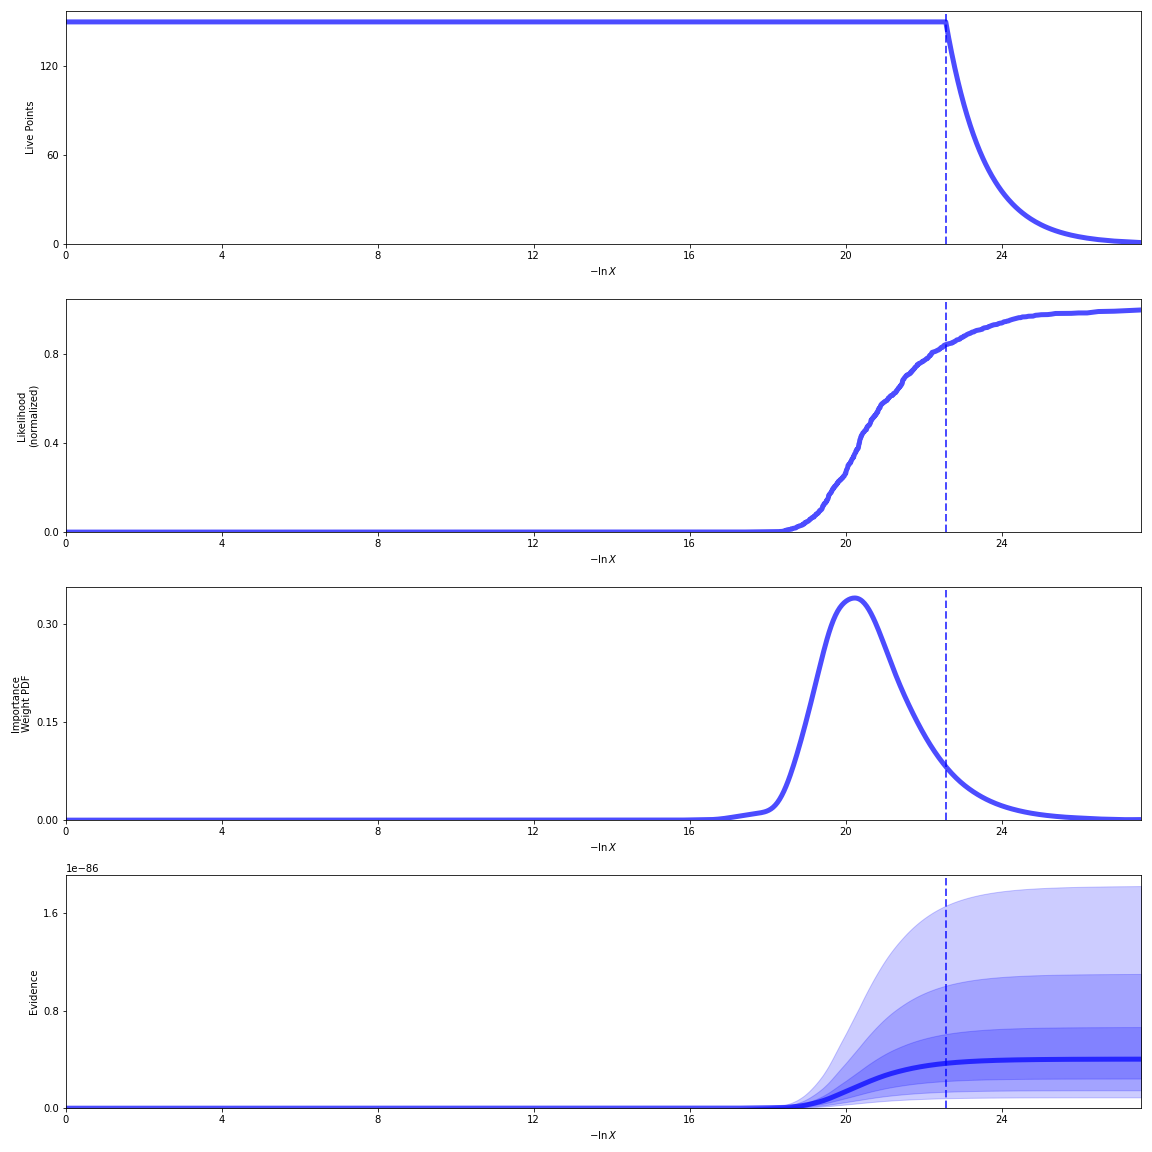 120
60
0
Live Points
0 4 8 12 16 20 24
−ln X
0.8
0.4
0.0
Likelihood
(normalized)
0 4 8 12 16 20 24
−ln X
0.30
0.15
0.00
Importance
Weight PDF
0 4 8 12 16 20 24
−ln X
1e−86
1.6
0.8
0.0
Evidence
0 4 8 12 16 20 24
−ln X